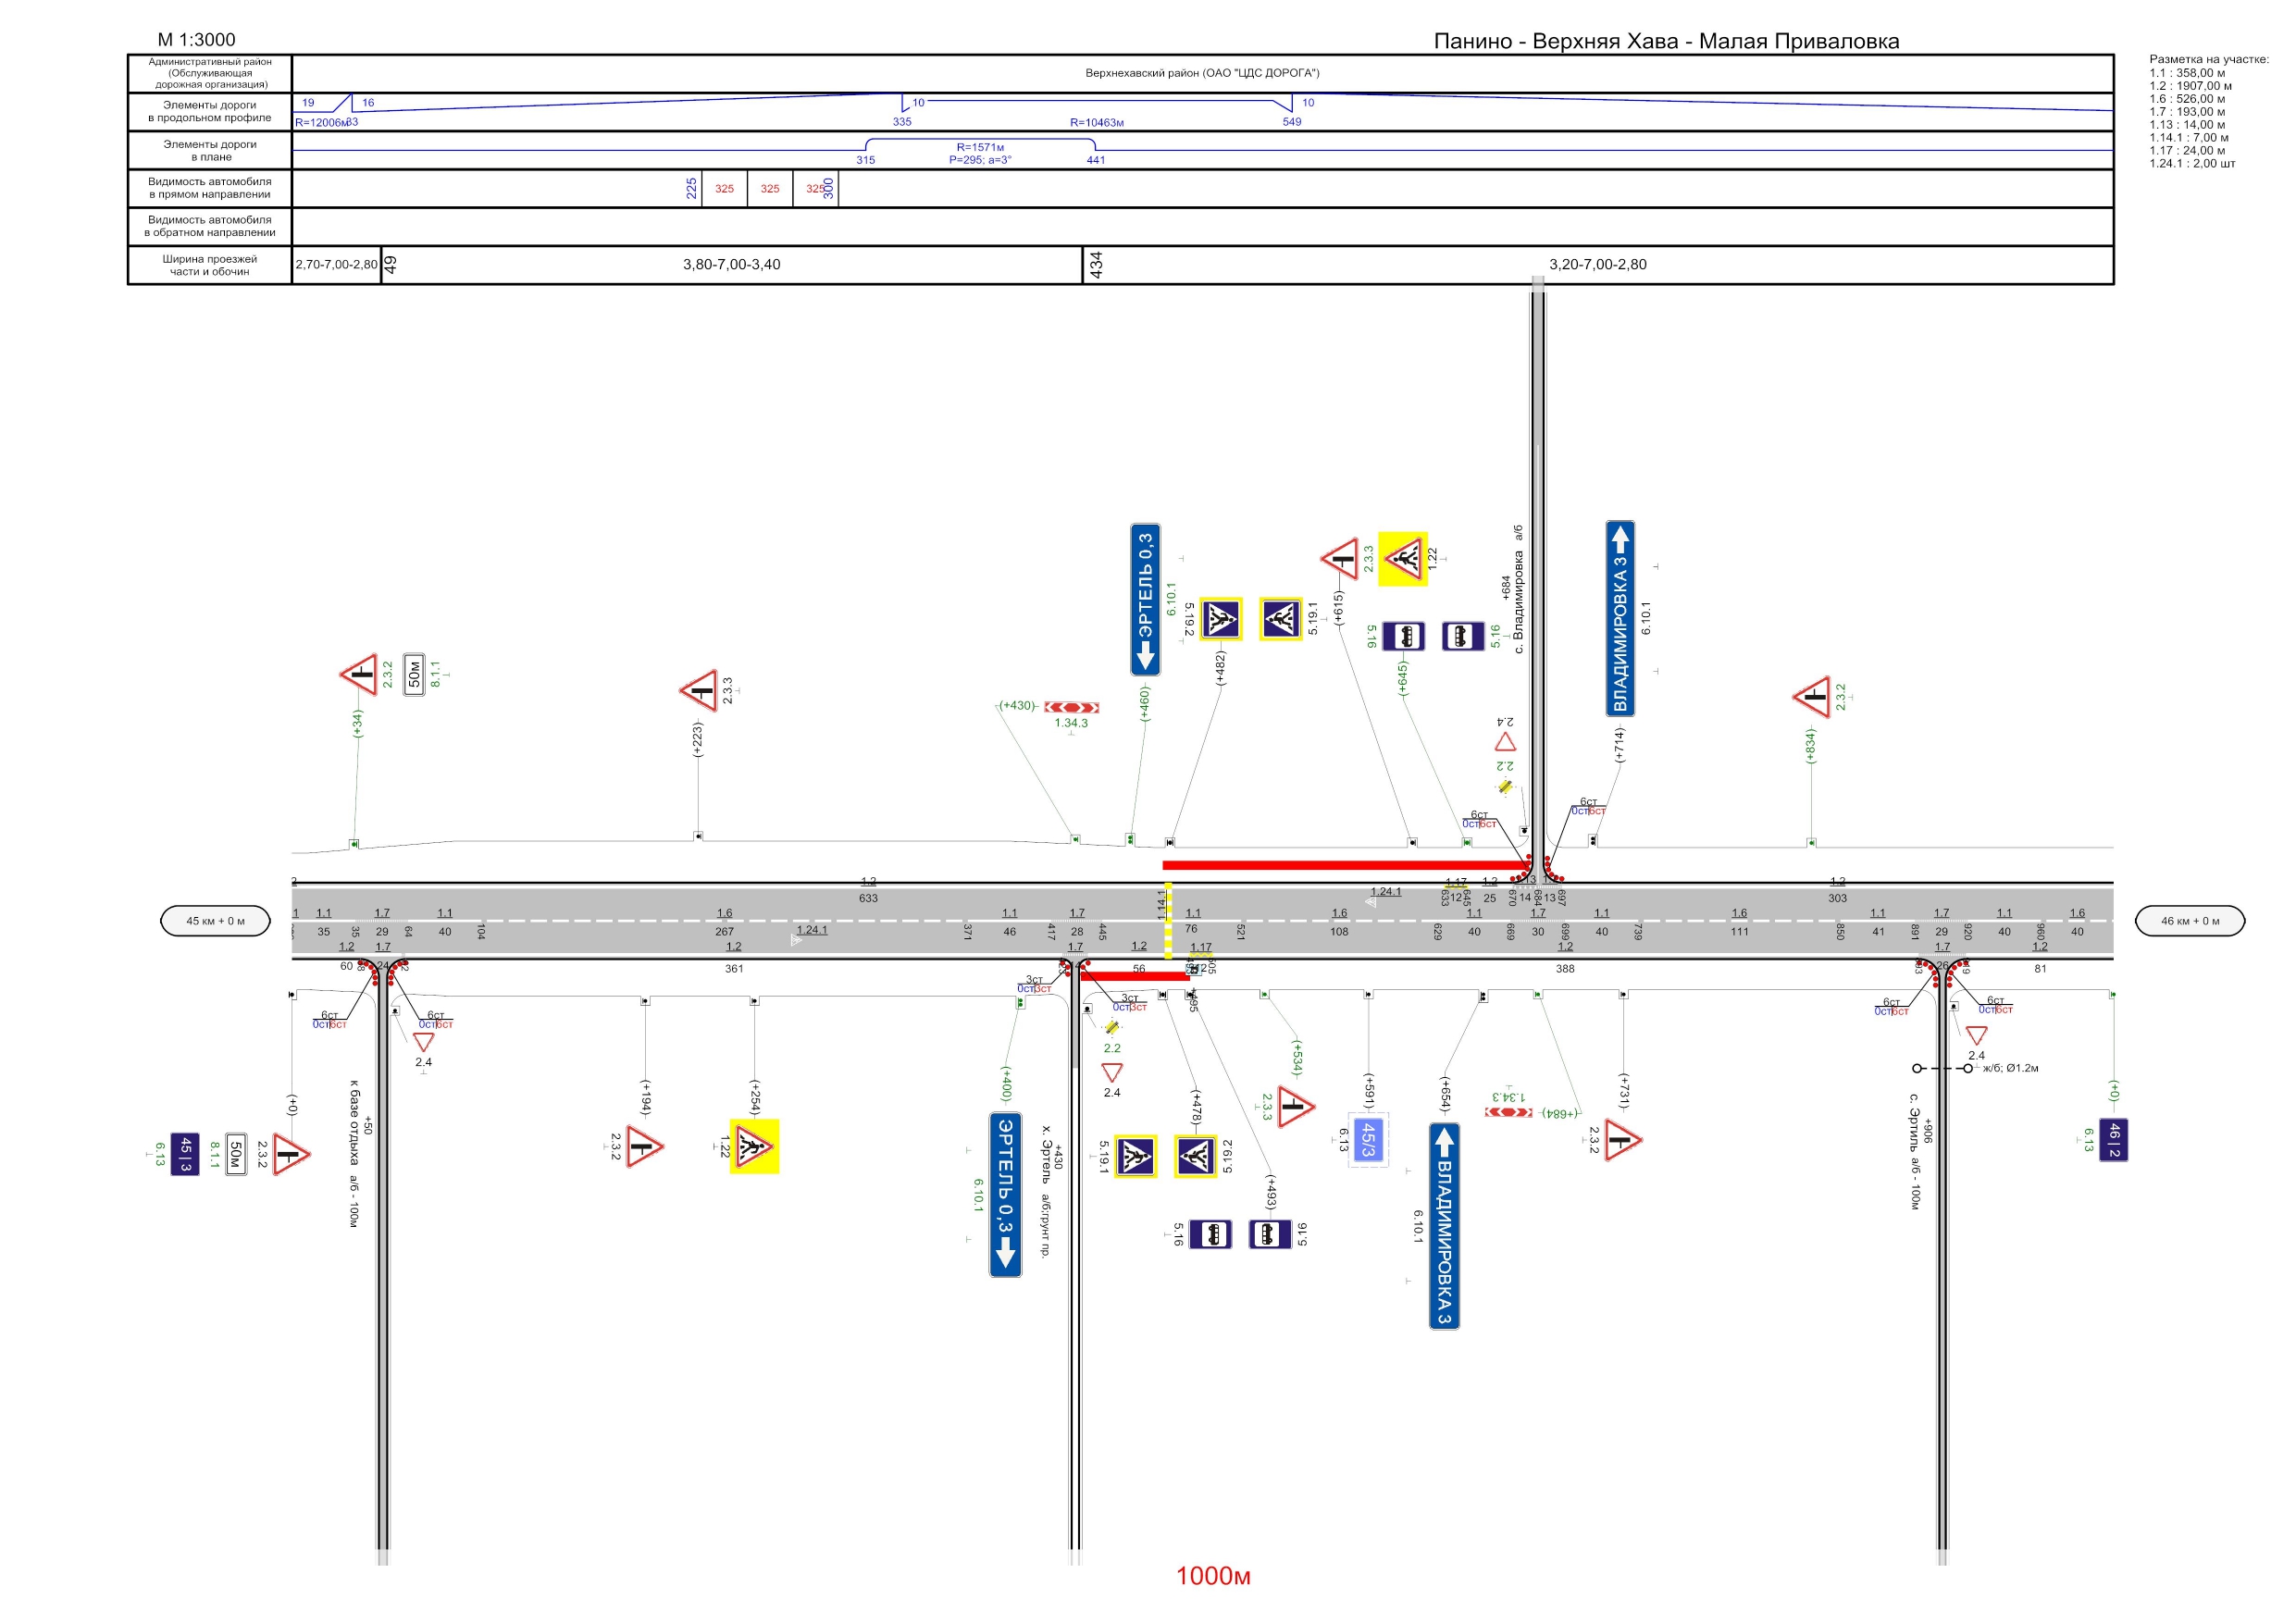 М 1:3000
Панино - Верхняя Хава - Малая Приваловка
Административный район
(Обслуживающая
дорожная организация)
Верхнехавский район (ОАО "ЦДС ДОРОГА")
Элементы дороги
в продольном профиле
19
16
10
10
R=12006м
33
335
R=10463м
549
Элементы дороги
в плане
315
R=1571м
P=295; a=3°
441
Видимость автомобиля
в прямом направлении
225
325
325
325
300
Видимость автомобиля
в обратном направлении
Ширина проезжей
части и обочин
2,70-7,00-2,80
49
3,80-7,00-3,40
434
3,20-7,00-2,80
Разметка на участке:
1.1 : 358,00 м
1.2 : 1907,00 м
1.6 : 526,00 м
1.7 : 193,00 м
1.13 : 14,00 м
1.14.1 : 7,00 м
1.17 : 24,00 м
1.24.1 : 2,00 шт
2.3.2
50м
8.1.1
(+34)
2.3.3
(+223)
(+430)
1.34.3
ЭРТЕЛЬ 0,3
6.10.1
(+460)
5.19.2
5.19.1
(+482)
2.3.3
1.22
(+615)
5.16
5.16
(+645)
+684
с. Владимировка а/б
2.4
2.2
ВЛАДИМИРОВКА 3
6.10.1
(+714)
2.3.2
(+834)
6ст
0ст
6ст
6ст
0ст
6ст
45 км + 0 м
46 км + 0 м
1.2
633
1.14.1
1.24.1
1.17
1.2
633
12
645
25
670
14
684
13
697
1.2
303
1.1
35
35
1.7
29
64
1.1
40
104
1.6
267
1.24.1
371
1.1
46
417
1.7
28
445
1.1
76
521
1.6
108
629
1.1
40
669
1.7
30
699
1.1
40
739
1.6
111
850
1.1
41
891
1.7
29
920
1.1
40
960
1.6
40
1.2
60
1.7
24
1.2
361
1.7
1.2
56
1.17
1.2
388
1.7
26
1.2
81
6ст
0ст
6ст
6ст
0ст
6ст
3ст
0ст
3ст
3ст
0ст
3ст
6ст
0ст
6ст
6ст
0ст
6ст
(+0)
6.13
45 | 3
8.1.1
50м
2.3.2
+50
к базе отдыха а/б - 100м
2.4
(+194)
2.3.2
(+254)
1.22
(+400)
ЭРТЕЛЬ 0,3
6.10.1
+430
х. Эртель а/б;грунт пр.
2.2
2.4
+495
(+478)
5.19.1
5.19.2
(+493)
5.16
5.16
(+534)
2.3.3
(+591)
6.13
45/3
(+654)
ВЛАДИМИРОВКА 3
6.10.1
1.34.3
(+684)
(+731)
2.3.2
2.4
ж/б; Ø1.2м
+906
с. Эртиль а/б - 100м
(+0)
6.13
46 | 2
1000м